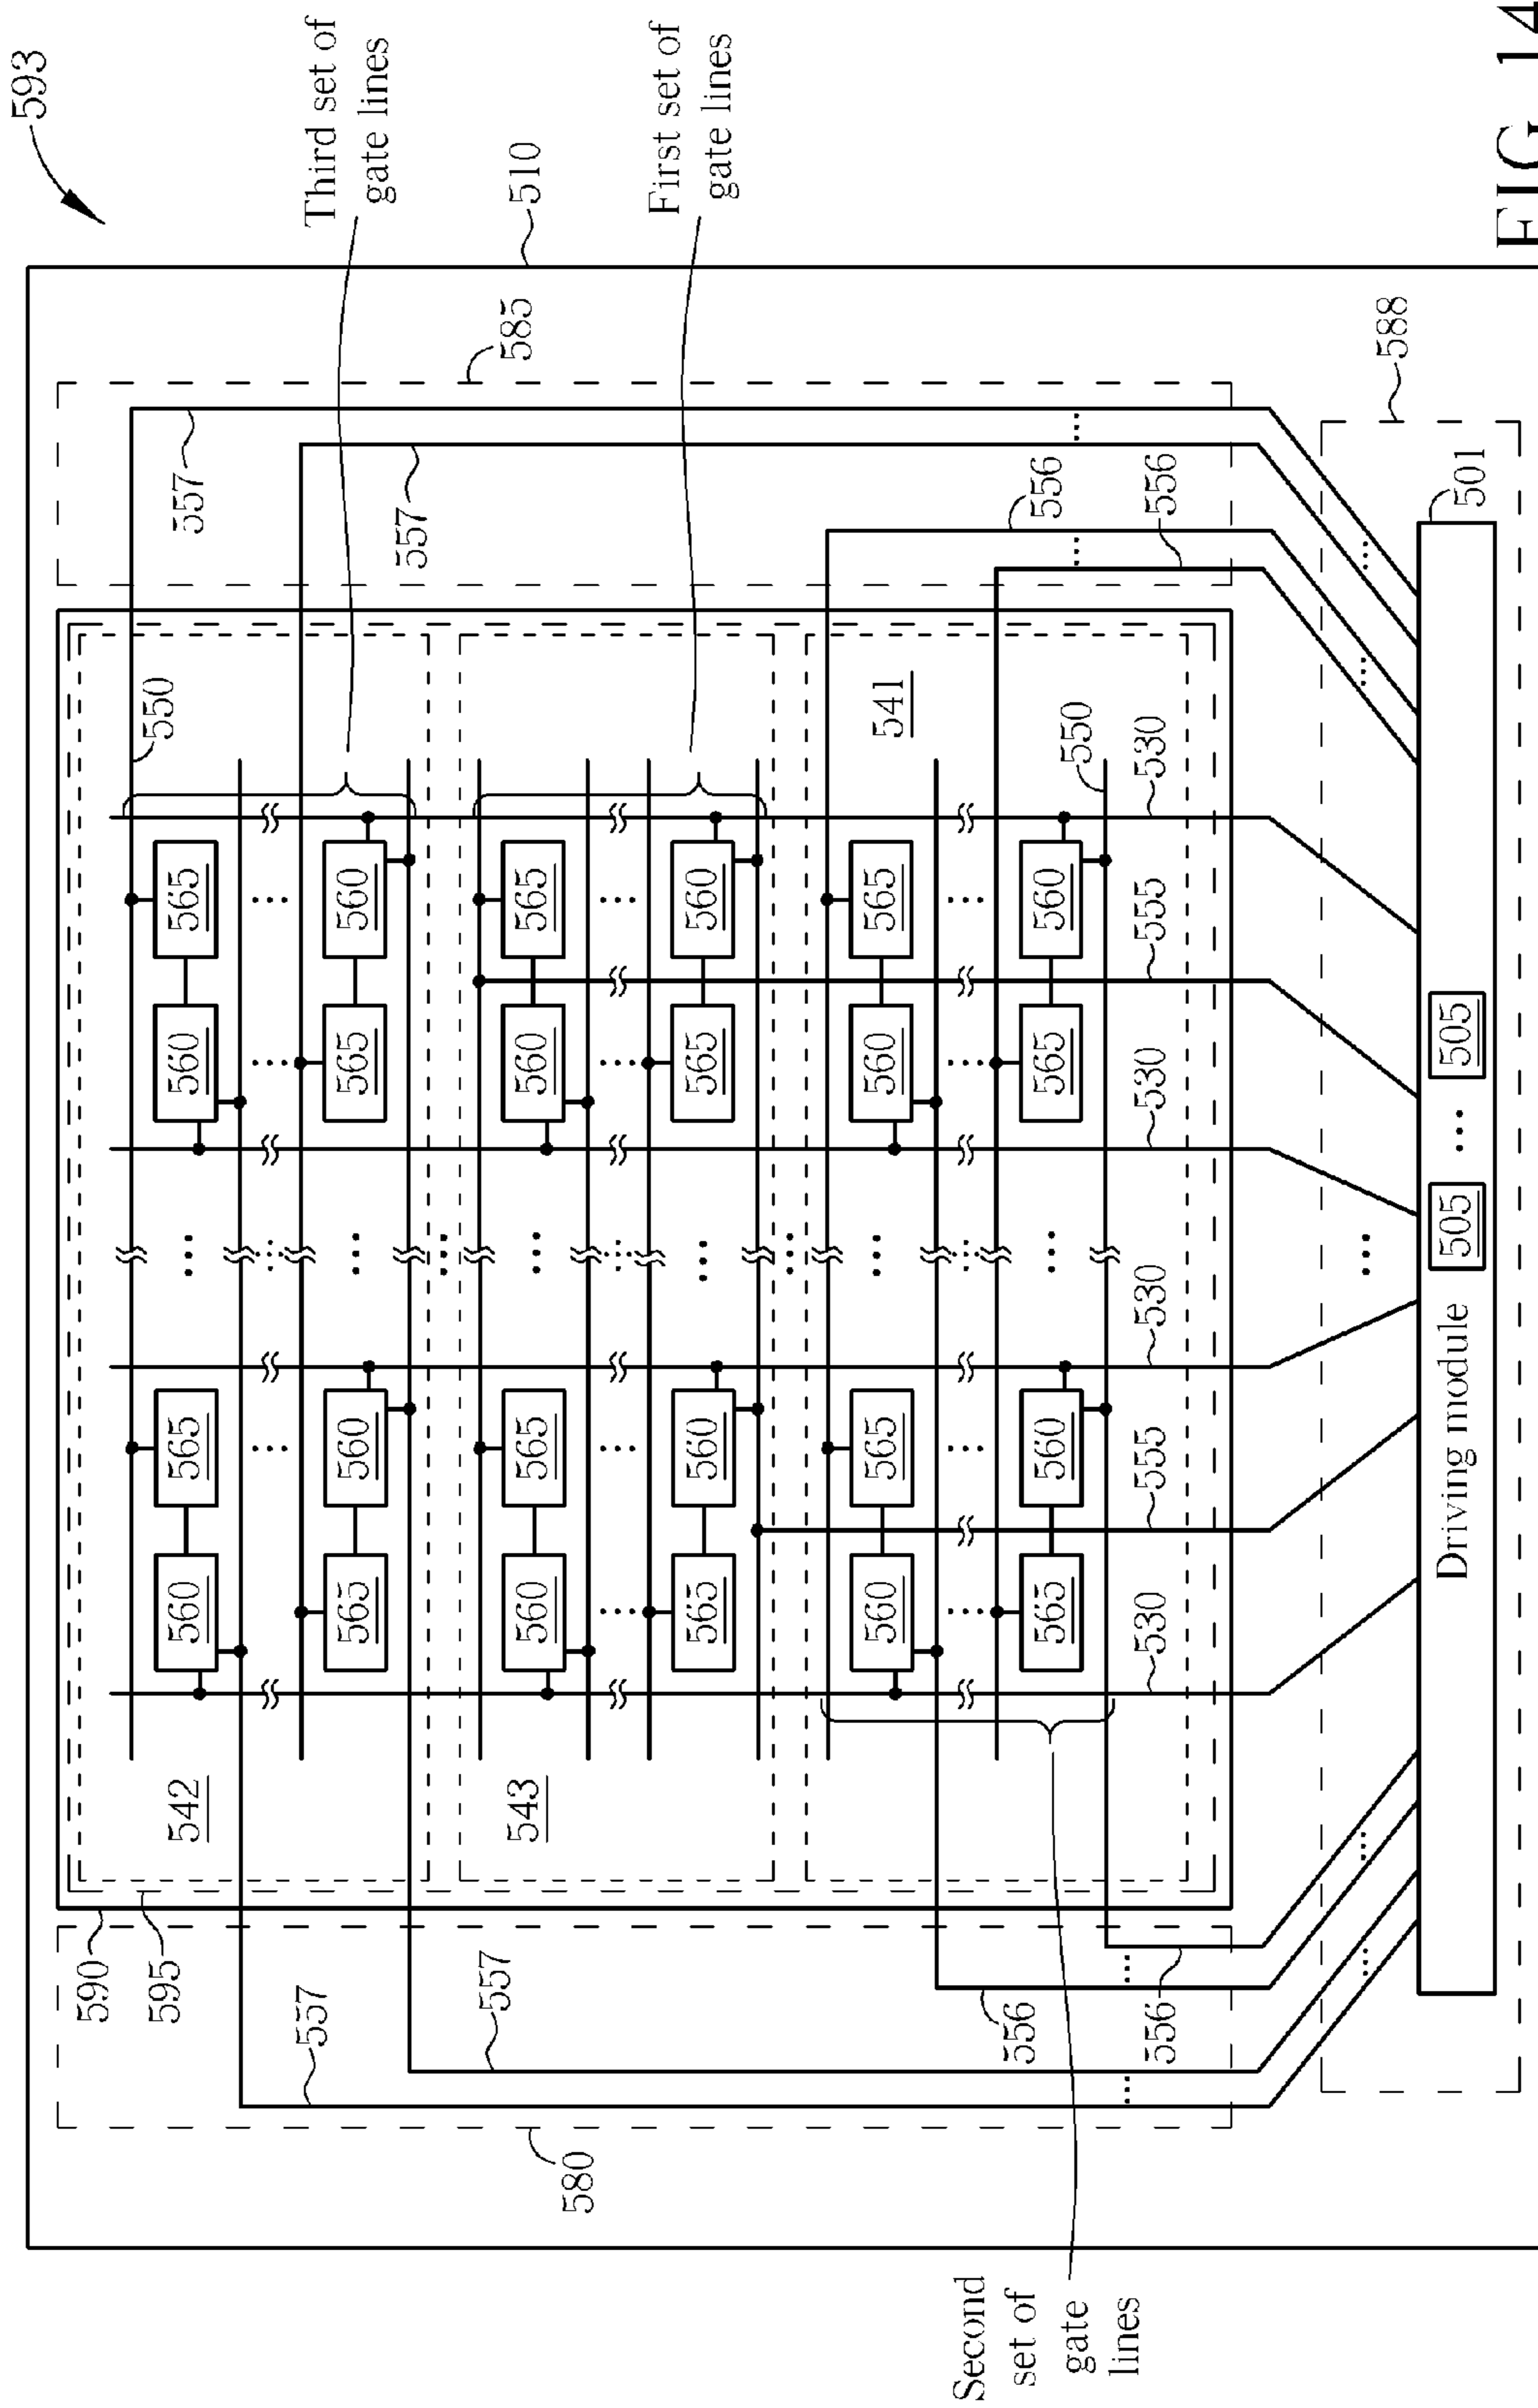 593
590
595
550
542 560 565 560 565 557
557
Third set of
gate lines
565 560 565 560
557
557
585 510
543 560 565 560 565
580
First set of
gate lines
565 560 565 560
560 565 560 565 541
Second
set of
gate
lines
556
556
565 560 565 560
550
556 530 555 530 530 555 530 556
588
501
Driving module 505 ... 505
FIG. 14